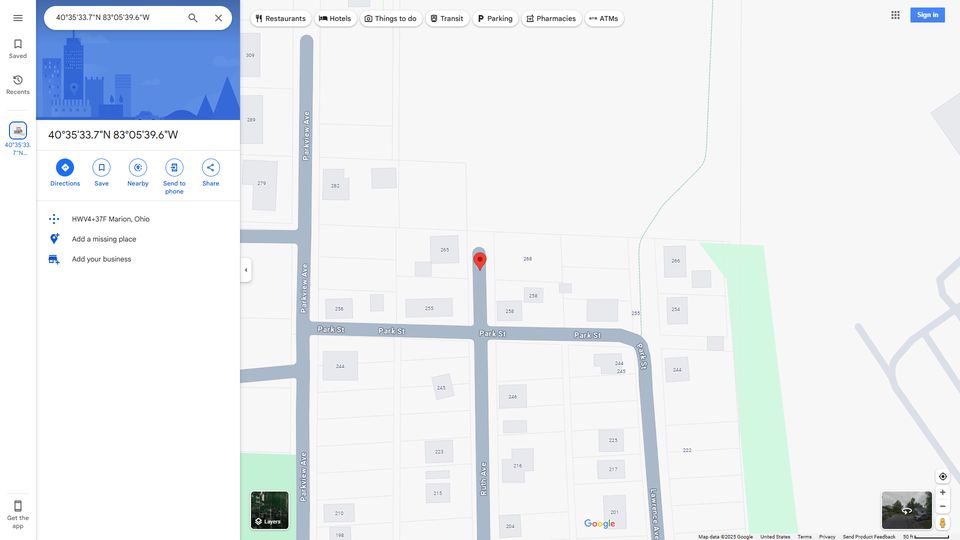 40°35'33.7"N 83°05'39.6"W
Restaurants
Hotels
Things to do
Transit
Parking
Pharmacies
ATMs
Sign in
Saved
Recents
40°35'33.
7"N...
40°35'33.7"N 83°05'39.6"W
Directions
Save
Nearby
Send to
phone
Share
HWV4+37F Marion, Ohio
Add a missing place
Add your business
Get the
app
309
289
Parkview Ave
279
282
265
268
266
Parkview Ave
256
255
258
258
255
254
Park St
Park St
Park St
Park St
Park St
244
245
244
245
244
246
223
225
222
216
217
Parkview Ave
Ruhl Ave
215
210
204
201
Lawrence Ave
198
Layers
Google
Map data ©2025 Google
United States
Terms
Privacy
Send Product Feedback
50 ft